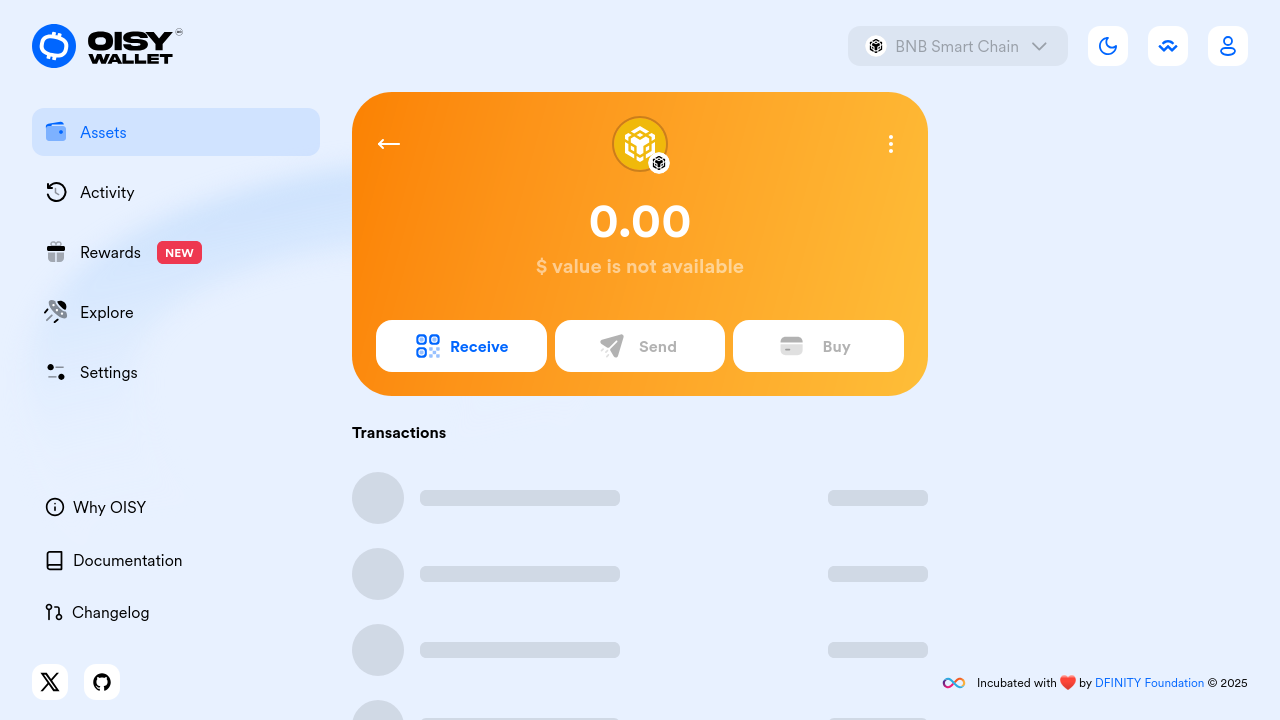 OISY
WALLET
BNB Smart Chain
Assets
Activity
Rewards NEW
Explore
Settings
Why OISY
Documentation
Changelog
0.00
$ value is not available
Receive
Send
Buy
Transactions
Incubated with ❤️ by DFINITY Foundation © 2025